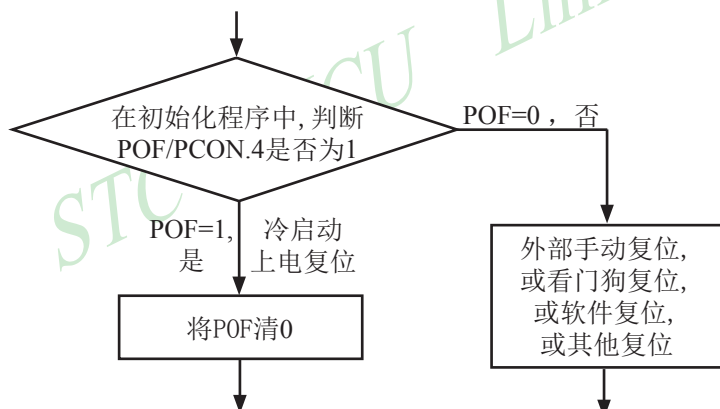 STC MCU Lim
在初始化程序中, 判断
POF/PCON.4是否为1
POF=0 ，否
POF=1, 冷启动
是 上电复位
将POF清0
外部手动复位,
或看门狗复位,
或软件复位,
或其他复位